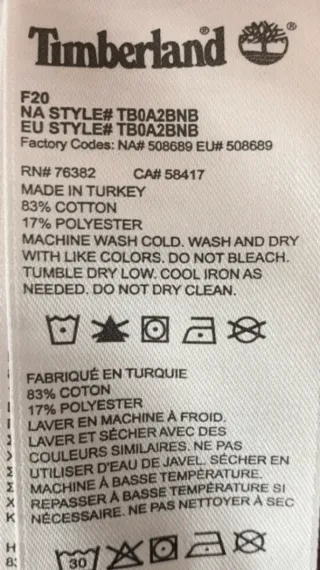 Timberland®
®
F20
NA STYLE# TB0A2BNB
EU STYLE# TB0A2BNB
Factory Codes: NA# 508689 EU# 508689
RN# 76382 CA# 58417
MADE IN TURKEY
83% COTTON
17% POLYESTER
MACHINE WASH COLD. WASH AND DRY
WITH LIKE COLORS. DO NOT BLEACH.
TUMBLE DRY LOW. COOL IRON AS
NEEDED. DO NOT DRY CLEAN.
FABRIQUÉ EN TURQUIE
83% COTON
17% POLYESTER
LAVER EN MACHINE À FROID.
LAVER ET SÉCHER AVEC DES
COULEURS SIMILAIRES. NE PAS
UTILISER D'EAU DE JAVEL. SÉCHER EN
MACHINE À BASSE TEMPÉRATURE.
REPASSER À BASSE TEMPÉRATURE SI
NÉCESSAIRE. NE PAS NETTOYER À SEC
30